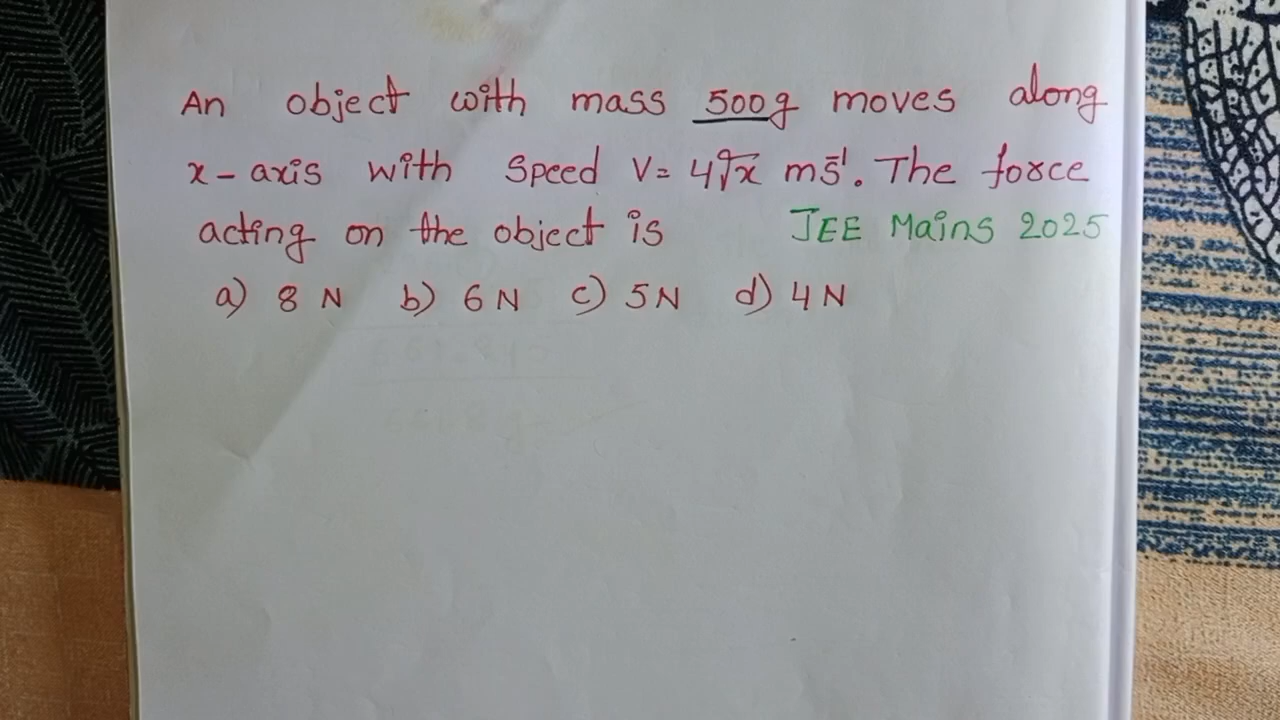 An object with mass 500g moves along
x-axis with speed V= 4√x ms⁻¹. The force
acting on the object is JEE Mains 2025
a) 8 N b) 6 N c) 5 N d) 4 N